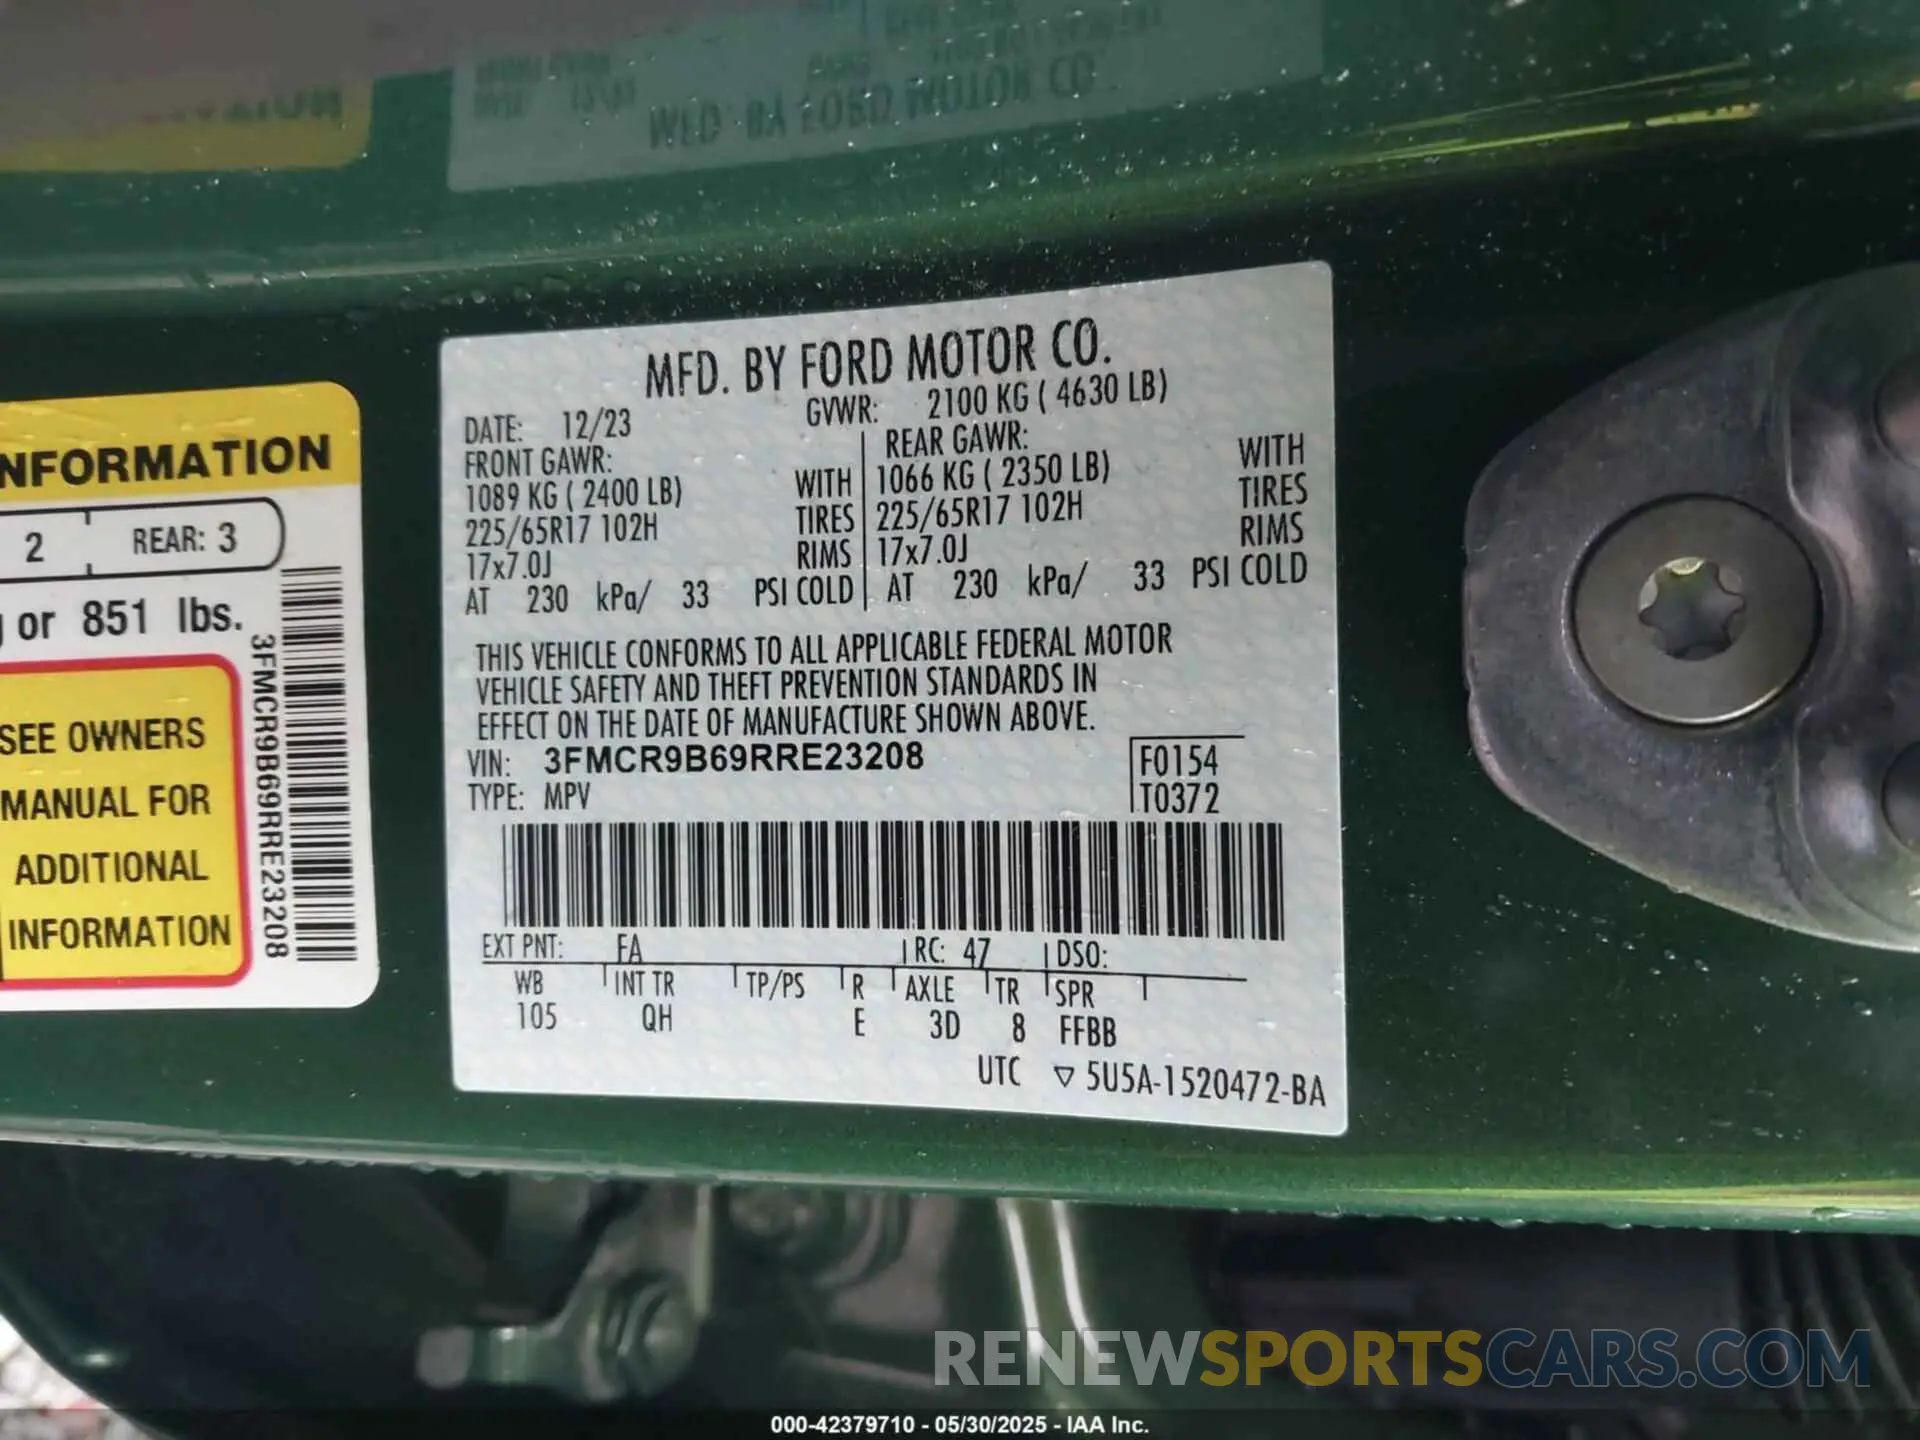 MFD. BY FORD MOTOR CO.
DATE: 12/23 GVWR: 2100 KG ( 4630 LB)
FRONT GAWR: REAR GAWR:
1089 KG ( 2400 LB) WITH 1066 KG ( 2350 LB) WITH
225/65R17 102H TIRES 225/65R17 102H TIRES
17x7.0J RIMS 17x7.0J RIMS
AT 230 kPa/ 33 PSI COLD AT 230 kPa/ 33 PSI COLD
THIS VEHICLE CONFORMS TO ALL APPLICABLE FEDERAL MOTOR
VEHICLE SAFETY AND THEFT PREVENTION STANDARDS IN
EFFECT ON THE DATE OF MANUFACTURE SHOWN ABOVE.
VIN: 3FMCR9B69RRE23208 F0154
TYPE: MPV T0372
EXT PNT: FA RC: 47 DSO:
WB INT TR TP/PS R AXLE TR SPR
105 QH E 3D 8 FFBB
UTC ▽ 5U5A-1520472-BA
NFORMATION
2 REAR: 3
or 851 lbs.
3FMCR9B69RRE23208
SEE OWNERS
MANUAL FOR
ADDITIONAL
INFORMATION
RENEWSPORTSCARS.COM
000-42379710 - 05/30/2025 - IAA Inc.